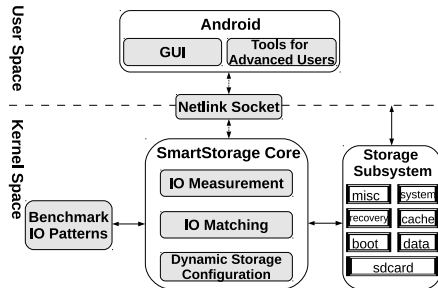 User Space
Android
GUI
Tools for
Advanced Users
Netlink Socket
Kernel Space
SmartStorage Core
IO Measurement
IO Matching
Dynamic Storage
Configuration
Benchmark
IO Patterns
Storage
Subsystem
misc
system
recovery
cache
boot
data
sdcard